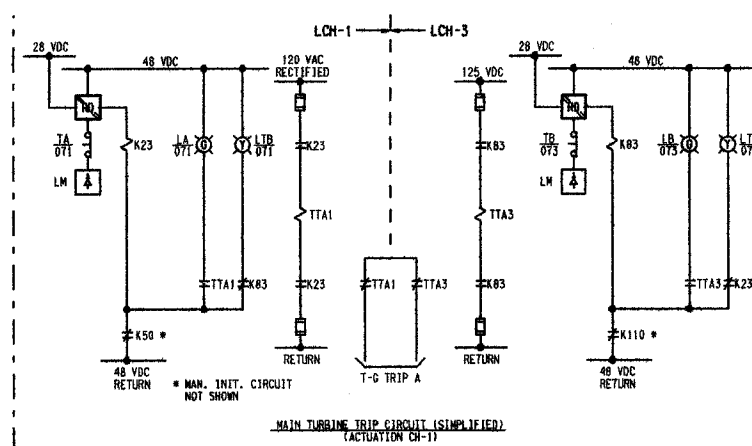 LCH-1 LCH-3
28 VDC
48 VDC
120 VAC
RECTIFIED
125 VDC
28 VDC
48 VDC
TA
071
K23
LA
071
G
LTB
071
Y
K23
K83
TB
073
K83
LB
073
LT
07
Y
LM
TTA1
TTA3
LM
TTA1
K83
K23
TTA1
TTA3
K83
TTA3
K23
K50 *
K110 *
48 VDC
RETURN
RETURN
RETURN
48 VDC
RETURN
* MAN. INIT. CIRCUIT
NOT SHOWN
T-G TRIP A
MAIN TURBINE TRIP CIRCUIT (SIMPLIFIED)
(ACTUATION CH-1)